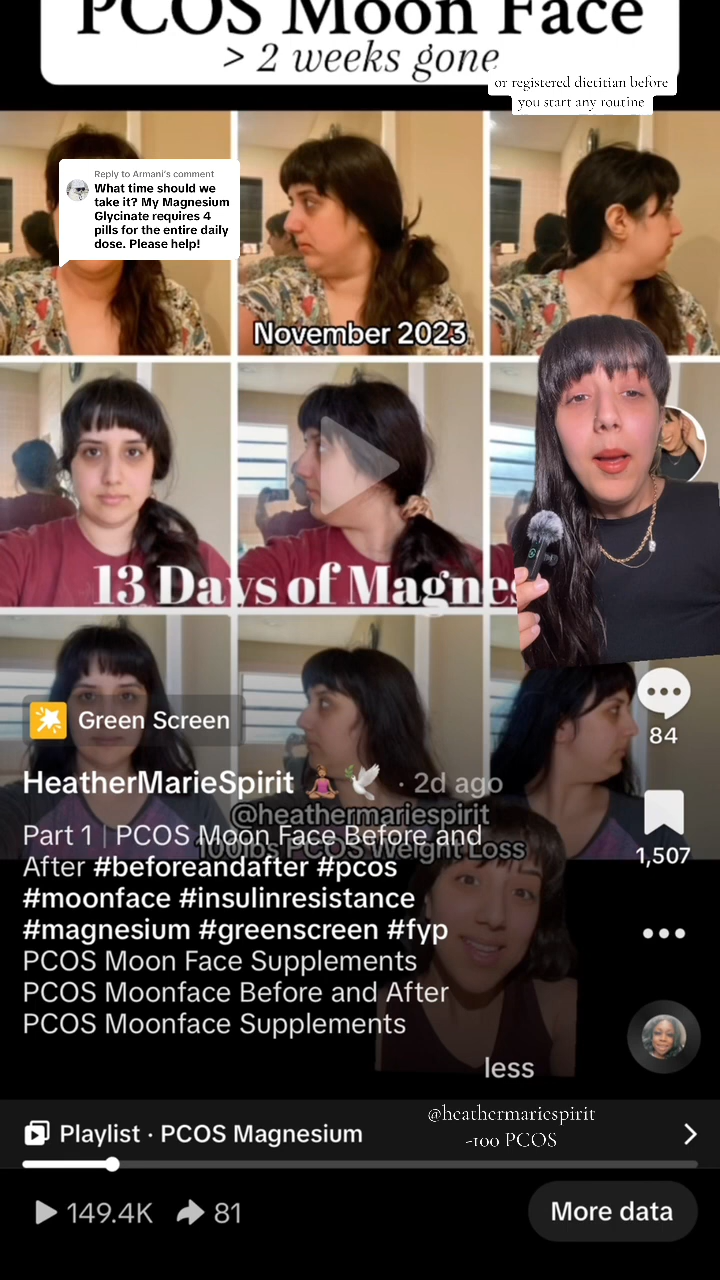 PCOS Moon Face
> 2 weeks gone
or registered dietitian before
you start any routine
Reply to Armani's comment
What time should we
take it? My Magnesium
Glycinate requires 4
pills for the entire daily
dose. Please help!
November 2023
13 Days of Magnes
Green Screen
84
HeatherMarieSpirit 🧘🏽‍♀️🕊️ · 2d ago
@heathermariespirit
100lbs PCOS Weight Loss
Part 1 | PCOS Moon Face Before and
After #beforeandafter #pcos
#moonface #insulinresistance
#magnesium #greenscreen #fyp
PCOS Moon Face Supplements
PCOS Moonface Before and After
PCOS Moonface Supplements
less
1,507
@heathermariespirit
-100 PCOS
Playlist · PCOS Magnesium
149.4K
81
More data